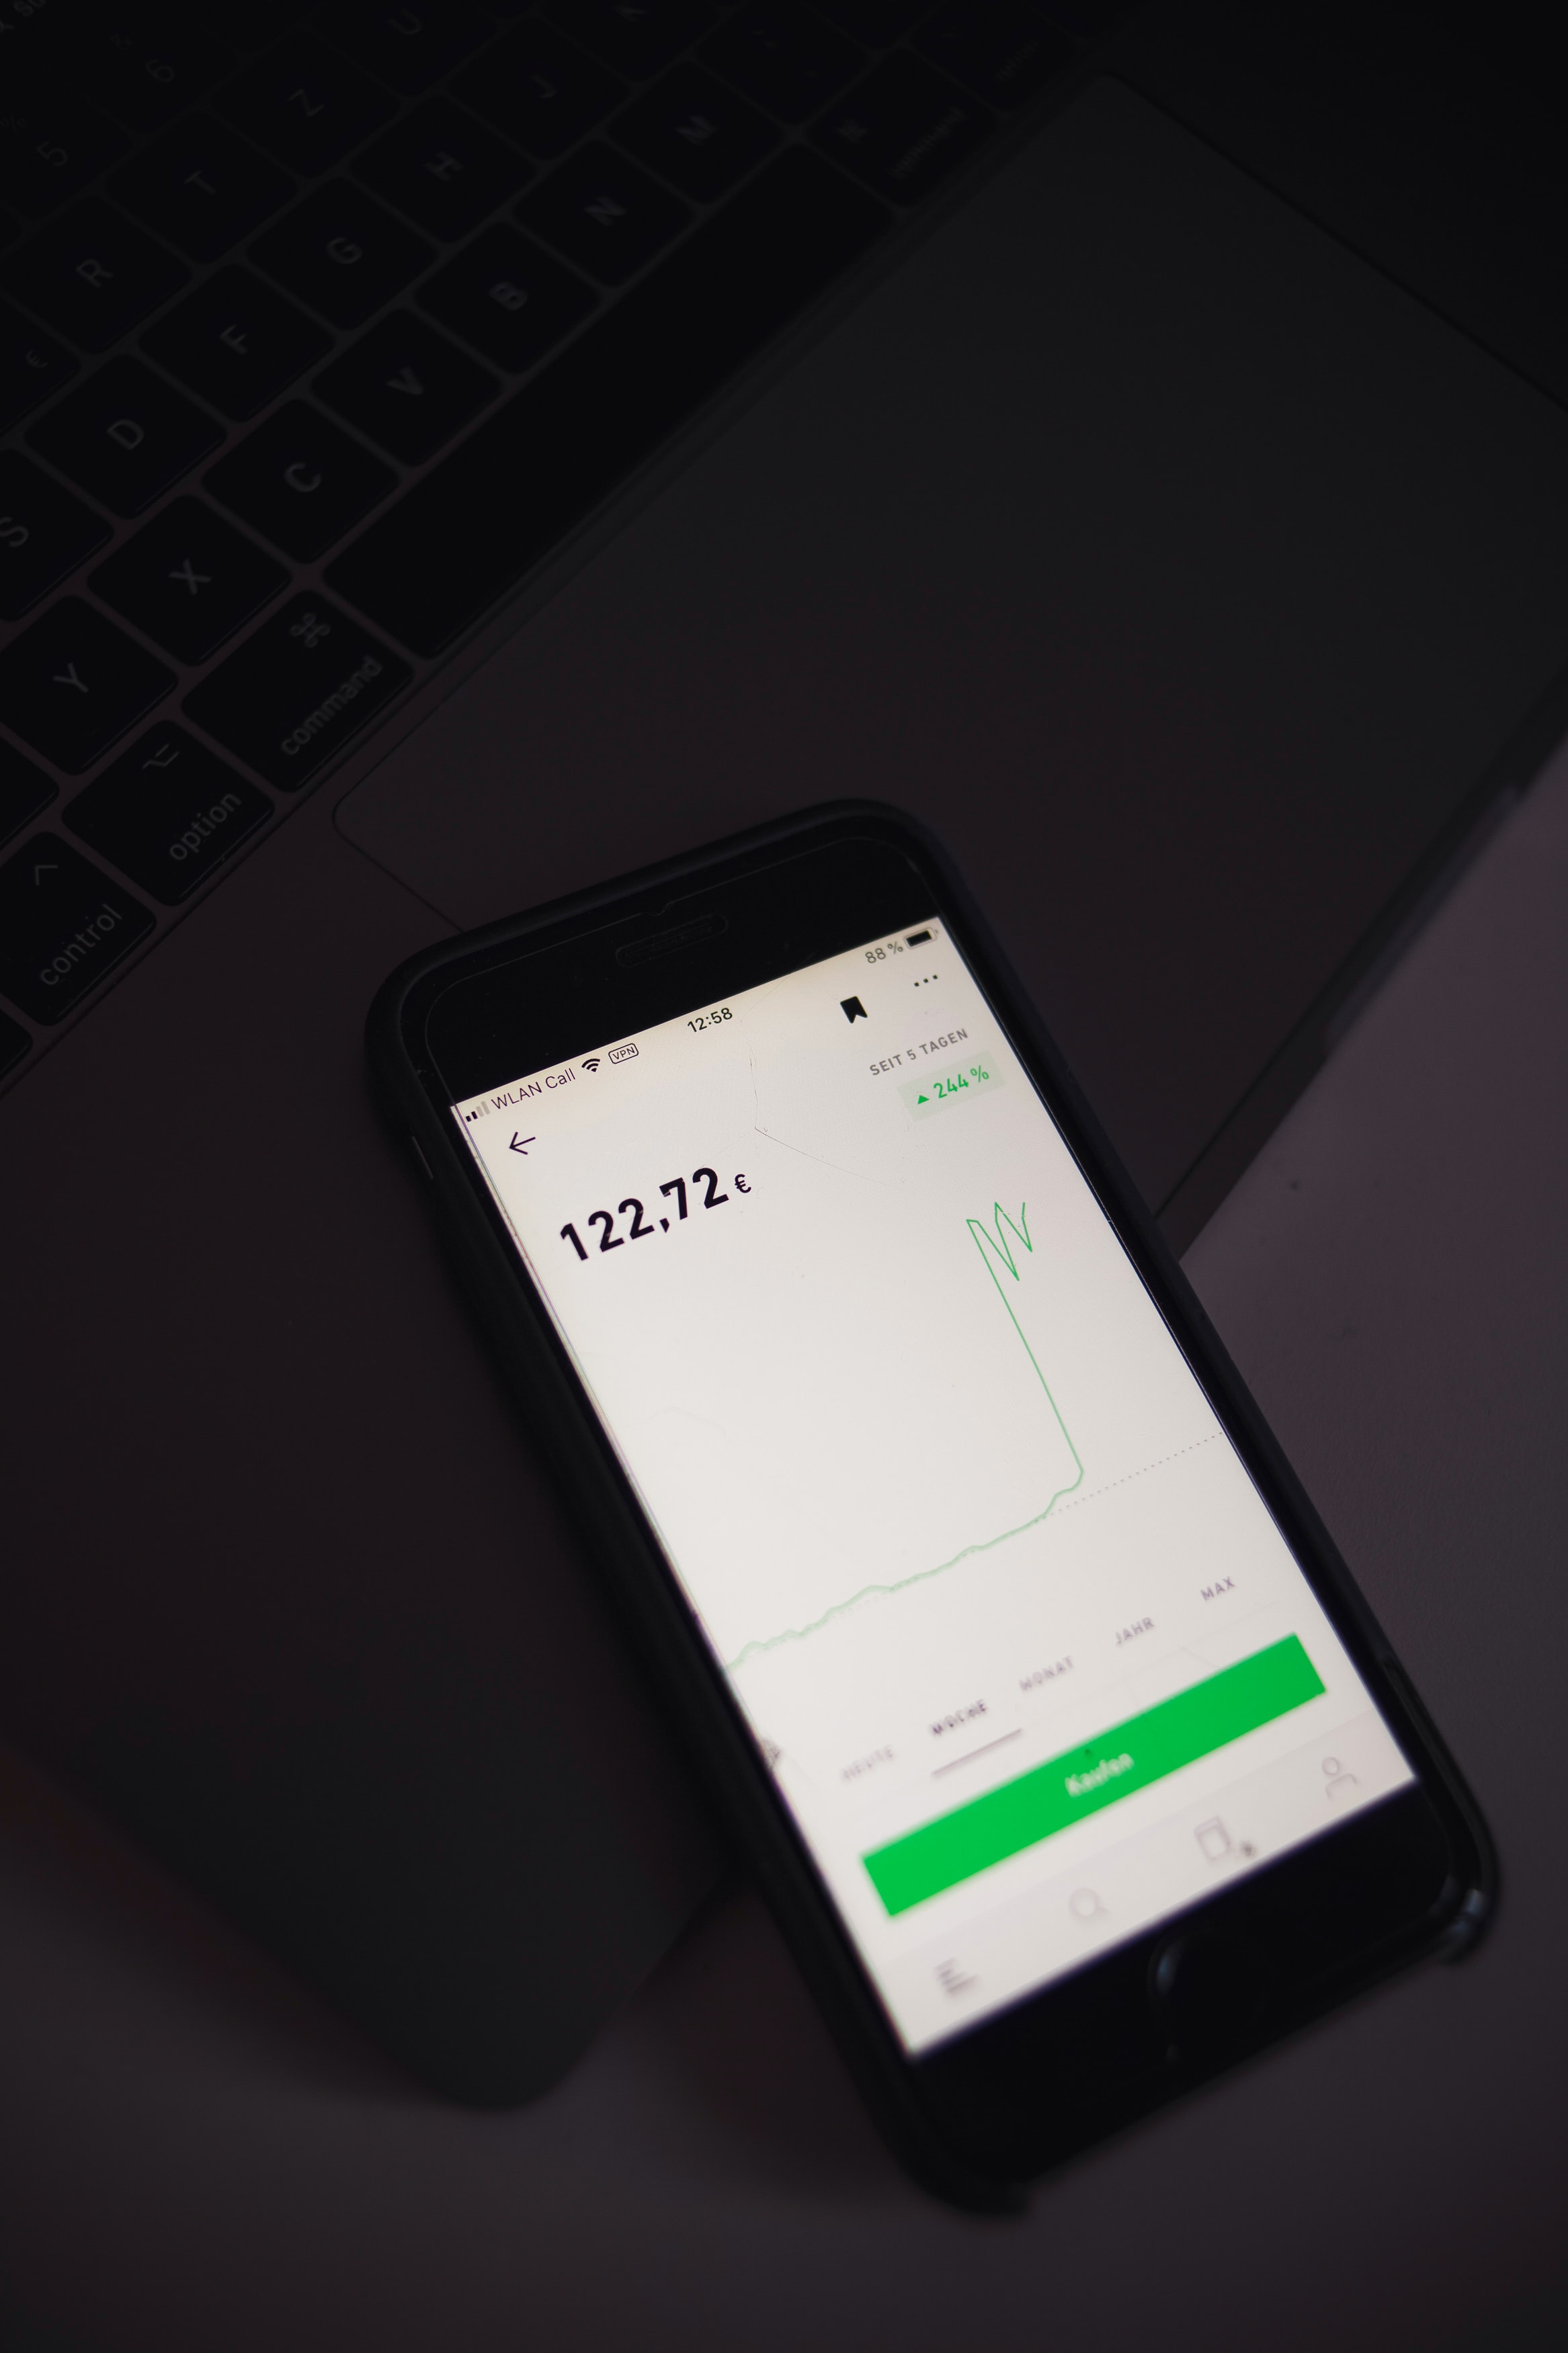 6
Z
U
5
T
H
J
M
R
G
N
€
F
B
D
V
S
C
X
Y
⌘
command
⌥
option
^
control
WLAN Call VPN 12:58 88 %
SEIT 5 TAGEN
▲ 244 %
122,72 €
HEUTE WOCHE MONAT JAHR MAX
Kaufen